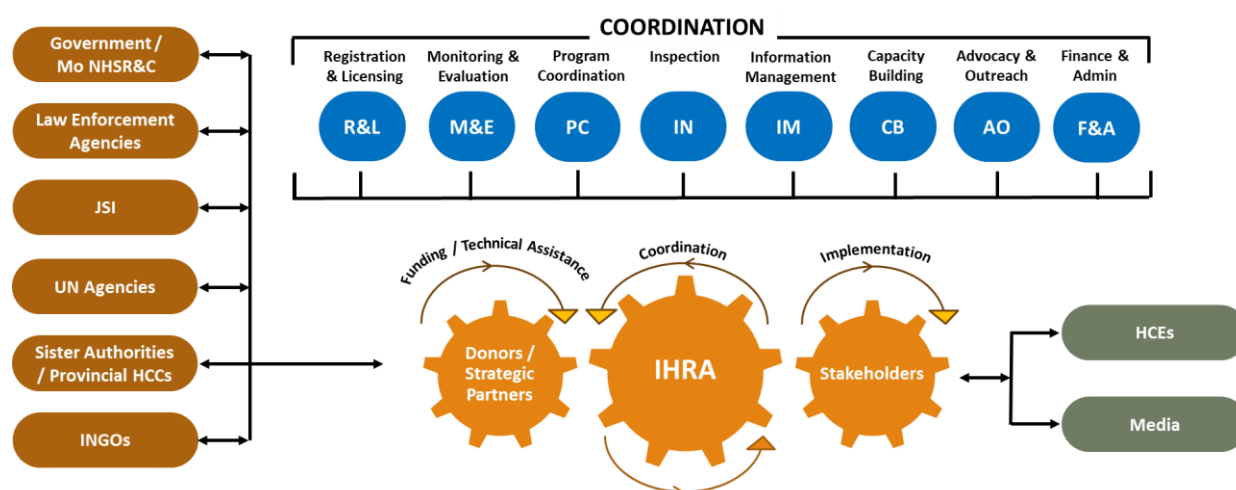 COORDINATION
Government /
Mo NHSR&C
Law Enforcement
Agencies
JSI
UN Agencies
Sister Authorities
/ Provincial HCCs
INGOs
Registration
& Licensing
Monitoring &
Evaluation
Program
Coordination
Inspection
Information
Management
Capacity
Building
Advocacy &
Outreach
Finance &
Admin
R&L
M&E
PC
IN
IM
CB
AO
F&A
Funding / Technical Assistance
Coordination
Implementation
Donors /
Strategic
Partners
IHRA
Stakeholders
HCEs
Media